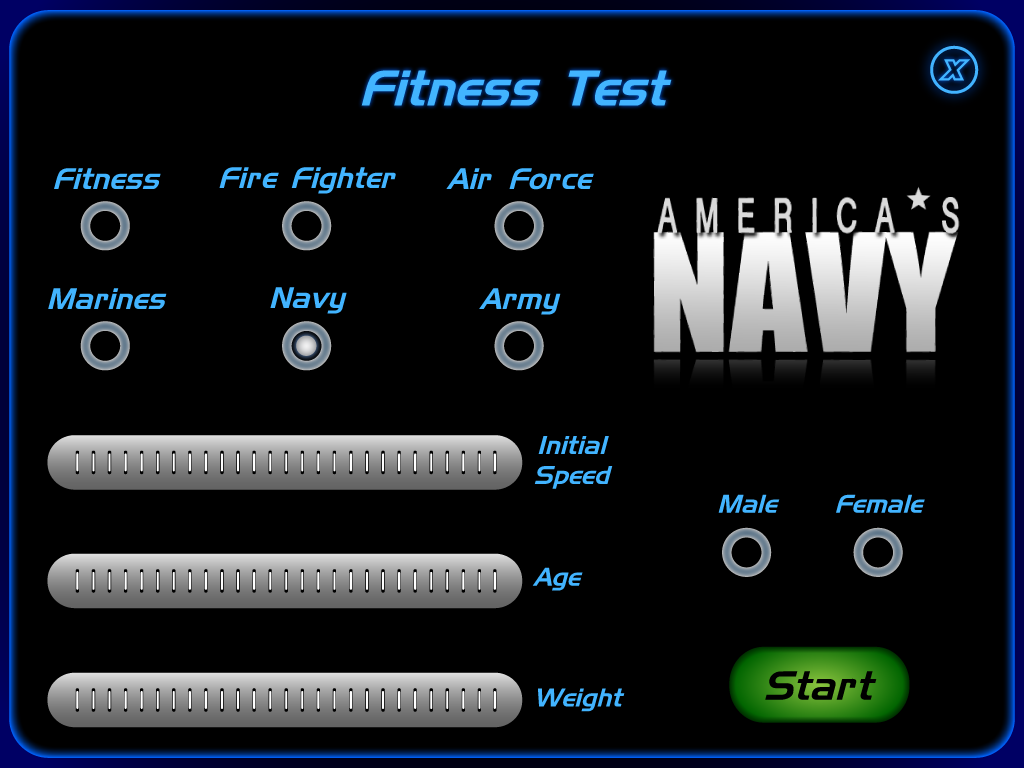 Fitness Test
X
Fitness
Fire Fighter
Air Force
AMERICA'S
NAVY
Marines
Navy
Army
Initial
Speed
Male
Female
Age
Weight
Start